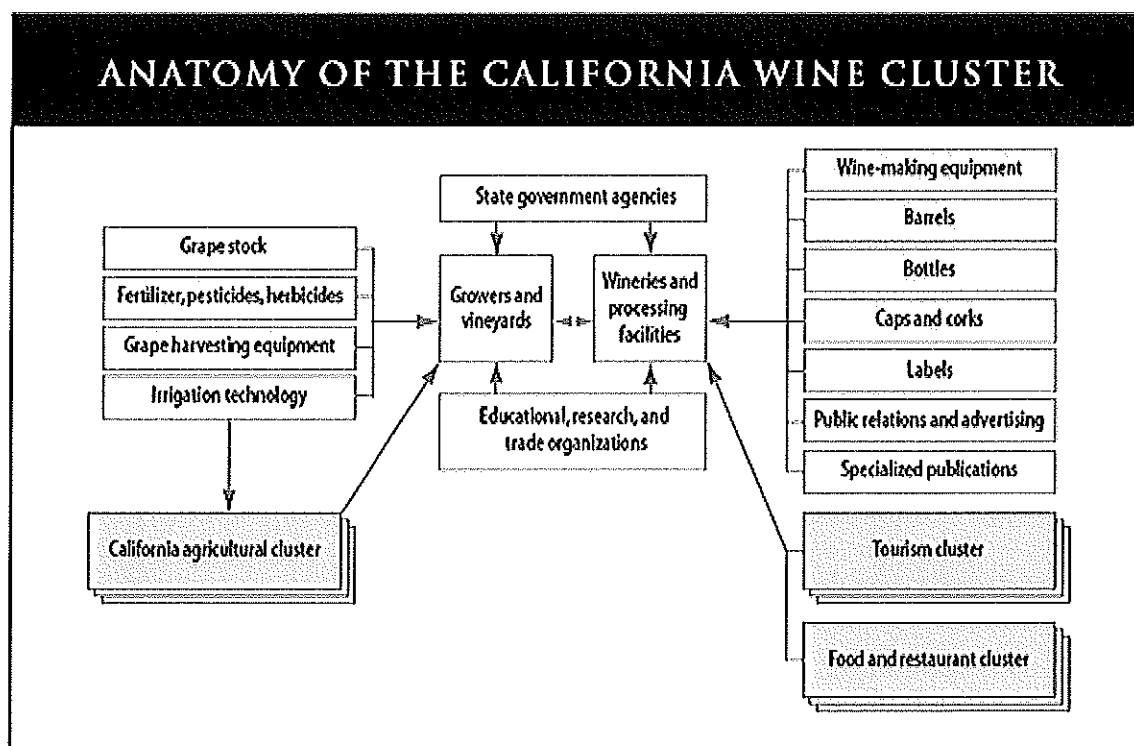 ANATOMY OF THE CALIFORNIA WINE CLUSTER
State government agencies
Grape stock
Fertilizer, pesticides, herbicides
Grape harvesting equipment
Irrigation technology
Growers and
vineyards
Wineries and
processing
facilities
Educational, research, and
trade organizations
California agricultural cluster
Wine-making equipment
Barrels
Bottles
Caps and corks
Labels
Public relations and advertising
Specialized publications
Tourism cluster
Food and restaurant cluster